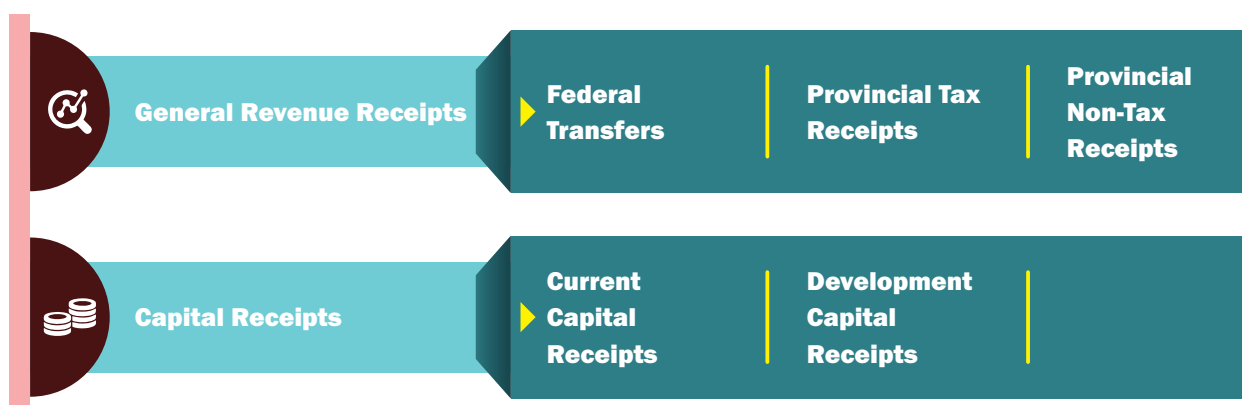 General Revenue Receipts
Federal
Transfers
Provincial Tax
Receipts
Provincial
Non-Tax
Receipts
Capital Receipts
Current
Capital
Receipts
Development
Capital
Receipts